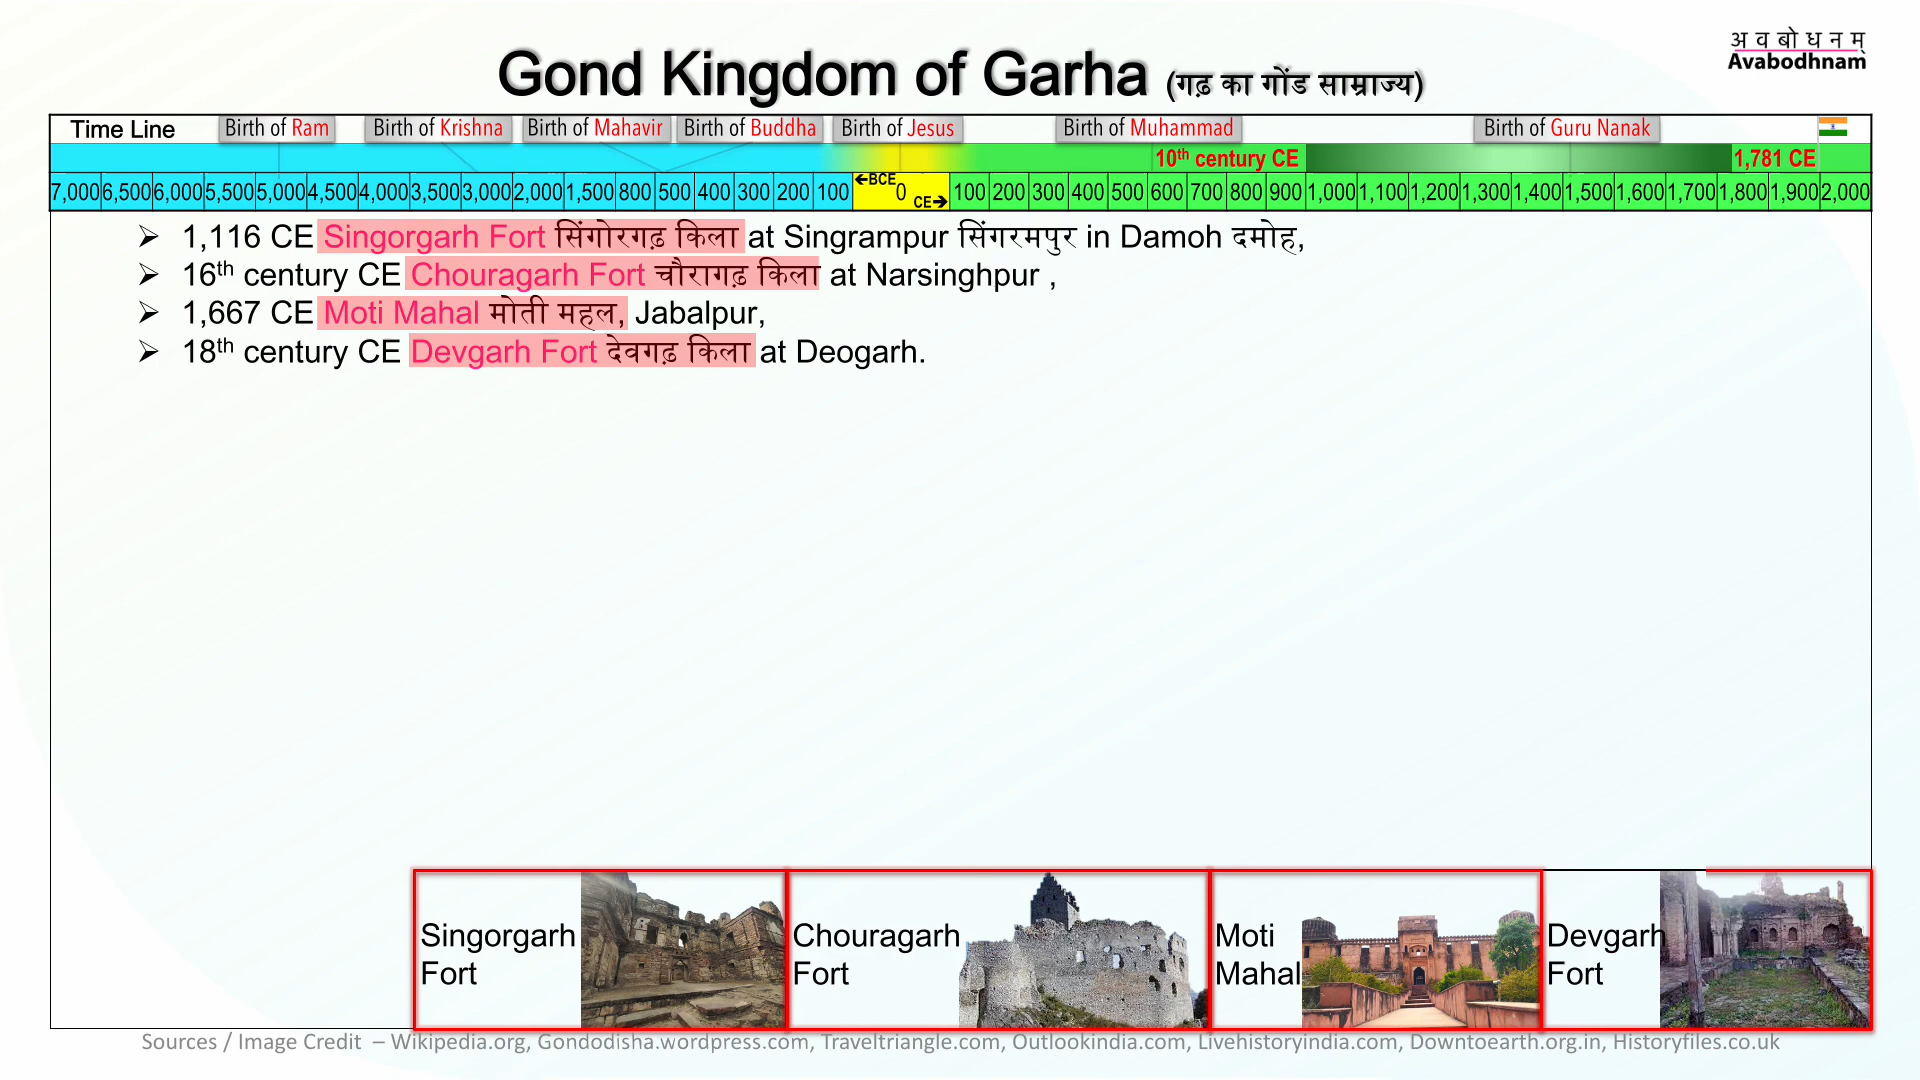 अ व बो ध न म्
Avabodhnam
Gond Kingdom of Garha (गढ़ का गोंड साम्राज्य)
Time Line Birth of Ram Birth of Krishna Birth of Mahavir Birth of Buddha Birth of Jesus Birth of Muhammad Birth of Guru Nanak
10th century CE 1,781 CE
7,000 6,500 6,000 5,500 5,000 4,500 4,000 3,500 3,000 2,000 1,500 800 500 400 300 200 100 ←BCE 0 CE→ 100 200 300 400 500 600 700 800 900 1,000 1,100 1,200 1,300 1,400 1,500 1,600 1,700 1,800 1,900 2,000
➢ 1,116 CE Singorgarh Fort सिंगोरगढ़ किला at Singrampur सिंगरमपुर in Damoh दमोह,
➢ 16th century CE Chouragarh Fort चौरागढ़ किला at Narsinghpur ,
➢ 1,667 CE Moti Mahal मोती महल, Jabalpur,
➢ 18th century CE Devgarh Fort देवगढ़ किला at Deogarh.
Singorgarh
Fort
Chouragarh
Fort
Moti
Mahal
Devgarh
Fort
Sources / Image Credit – Wikipedia.org, Gondodisha.wordpress.com, Traveltriangle.com, Outlookindia.com, Livehistoryindia.com, Downtoearth.org.in, Historyfiles.co.uk